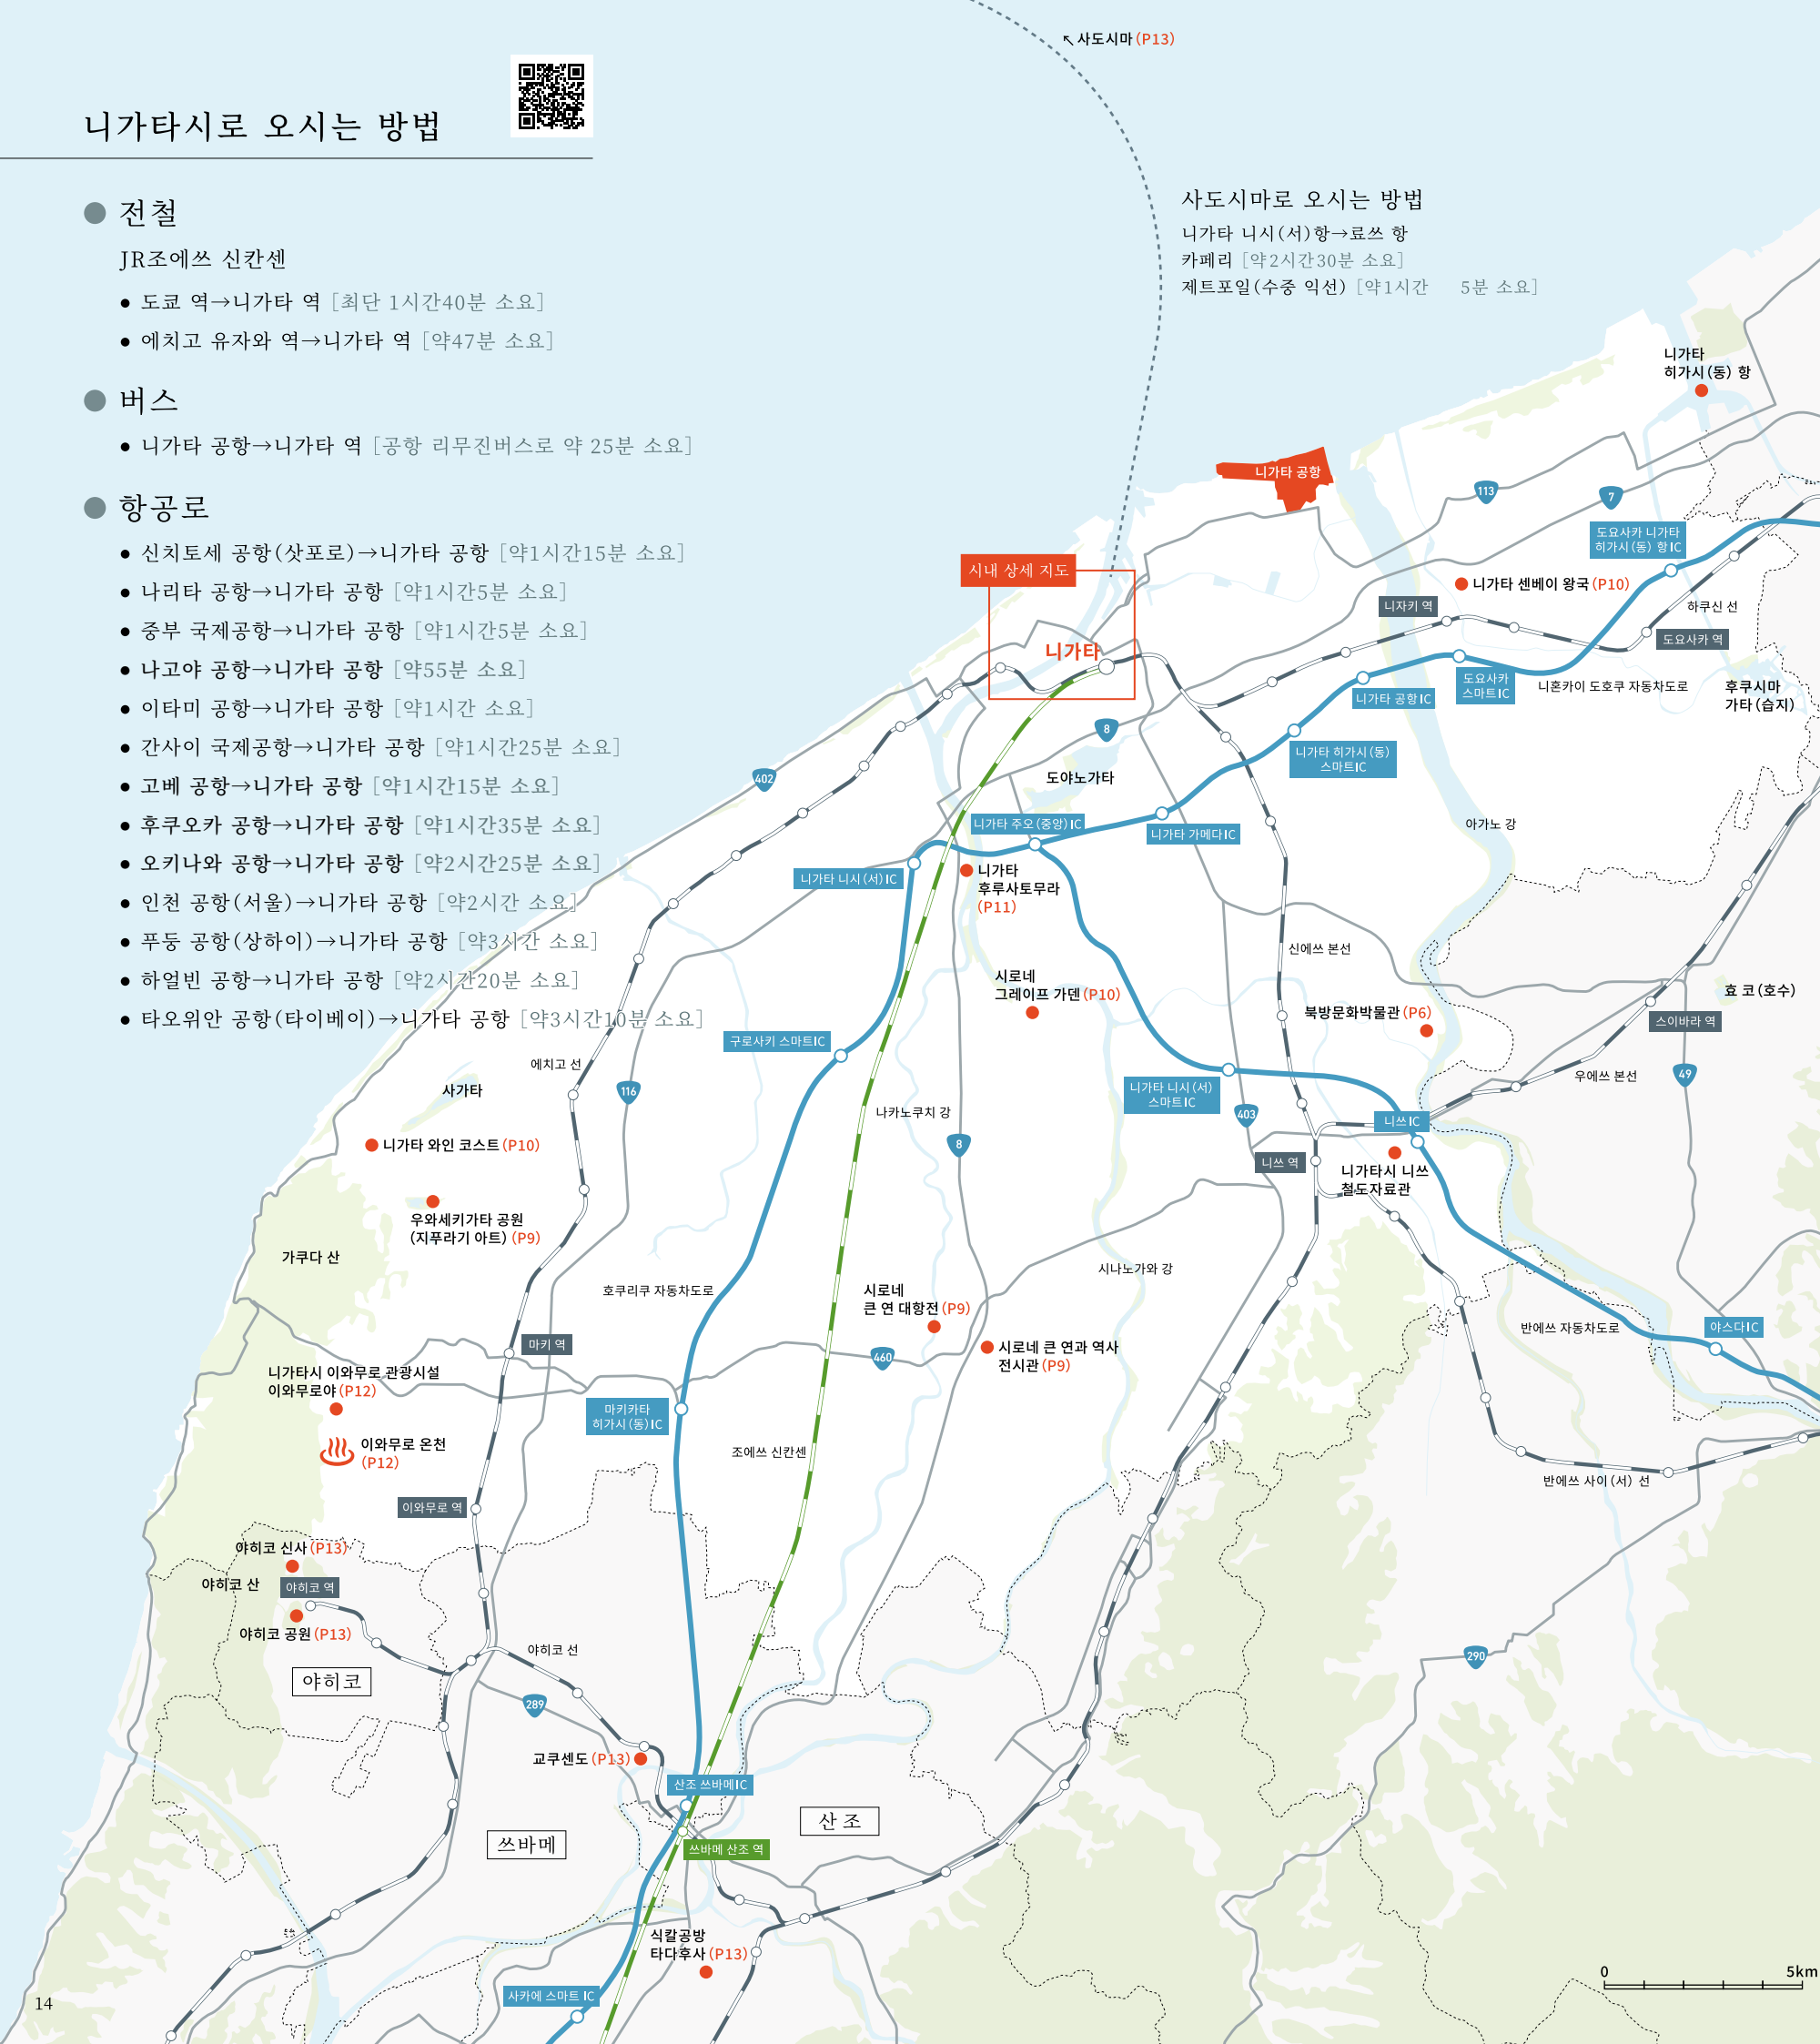 ↖사도시마(P13)
니가타시로 오시는 방법
● 전철
JR조에쓰 신칸센
● 도쿄 역→니가타 역 [최단 1시간40분 소요]
● 에치고 유자와 역→니가타 역 [약47분 소요]
● 버스
● 니가타 공항→니가타 역 [공항 리무진버스로 약 25분 소요]
● 항공로
● 신치토세 공항(삿포로)→니가타 공항 [약1시간15분 소요]
● 나리타 공항→니가타 공항 [약1시간5분 소요]
● 중부 국제공항→니가타 공항 [약1시간5분 소요]
● 나고야 공항→니가타 공항 [약55분 소요]
● 이타미 공항→니가타 공항 [약1시간 소요]
● 간사이 국제공항→니가타 공항 [약1시간25분 소요]
● 고베 공항→니가타 공항 [약1시간15분 소요]
● 후쿠오카 공항→니가타 공항 [약1시간35분 소요]
● 오키나와 공항→니가타 공항 [약2시간25분 소요]
● 인천 공항(서울)→니가타 공항 [약2시간 소요]
● 푸둥 공항(상하이)→니가타 공항 [약3시간 소요]
● 하얼빈 공항→니가타 공항 [약2시간20분 소요]
● 타오위안 공항(타이베이)→니가타 공항 [약3시간10분 소요]
사도시마로 오시는 방법
니가타 니시(서)항→료쓰 항
카페리 [약2시간30분 소요]
제트포일(수중 익선) [약1시간 5분 소요]
니가타
히가시(동) 항
니가타 공항
113
7
도요사카 니가타
히가시(동) 항IC
시내 상세 지도
니가타 센베이 왕국(P10)
니자키 역
하쿠신 선
도요사카 역
니가타
도요사카
스마트IC
니혼카이 도호쿠 자동차도로
후쿠시마
가타(습지)
니가타 공항IC
8
니가타 히가시(동)
스마트IC
402
도야노가타
니가타 주오(중앙)IC
니가타 가메다IC
아가노 강
니가타 니시(서)IC
니가타
후루사토무라
(P11)
신에쓰 본선
시로네
그레이프 가덴(P10)
북방문화박물관(P6)
효 코(호수)
스이바라 역
구로사키 스마트IC
에치고 선
사가타
116
나카노쿠치 강
니가타 니시(서)
스마트IC
403
우에쓰 본선
49
니쓰IC
8
니가타 와인 코스트(P10)
니쓰 역
니가타시 니쓰
철도자료관
우와세키가타 공원
(지푸라기 아트)(P9)
가쿠다 산
시나노가와 강
호쿠리쿠 자동차도로
시로네
큰 연 대항전(P9)
반에쓰 자동차도로
야스다IC
마키 역
460
시로네 큰 연과 역사
전시관(P9)
니가타시 이와무로 관광시설
이와무로야(P12)
마키카타
히가시(동)IC
이와무로 온천
(P12)
조에쓰 신칸센
반에쓰 사이(서) 선
이와무로 역
야히코 신사(P13)
야히코 산
야히코 역
야히코 공원(P13)
야히코 선
290
야히코
289
교쿠센도(P13)
산조 쓰바메IC
산 조
쓰바메
쓰바메 산조 역
식칼공방
타다후사(P13)
사카에 스마트 IC
0 5km
14